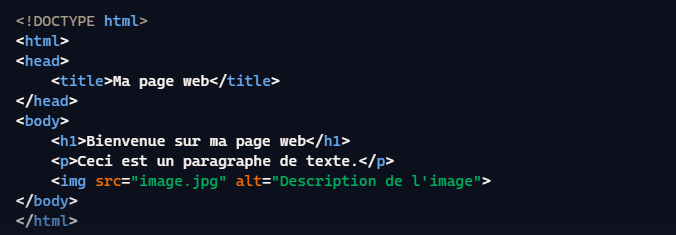 <!DOCTYPE html>
<html>
<head>
    <title>Ma page web</title>
</head>
<body>
    <h1>Bienvenue sur ma page web</h1>
    <p>Ceci est un paragraphe de texte.</p>
    <img src="image.jpg" alt="Description de l'image">
</body>
</html>